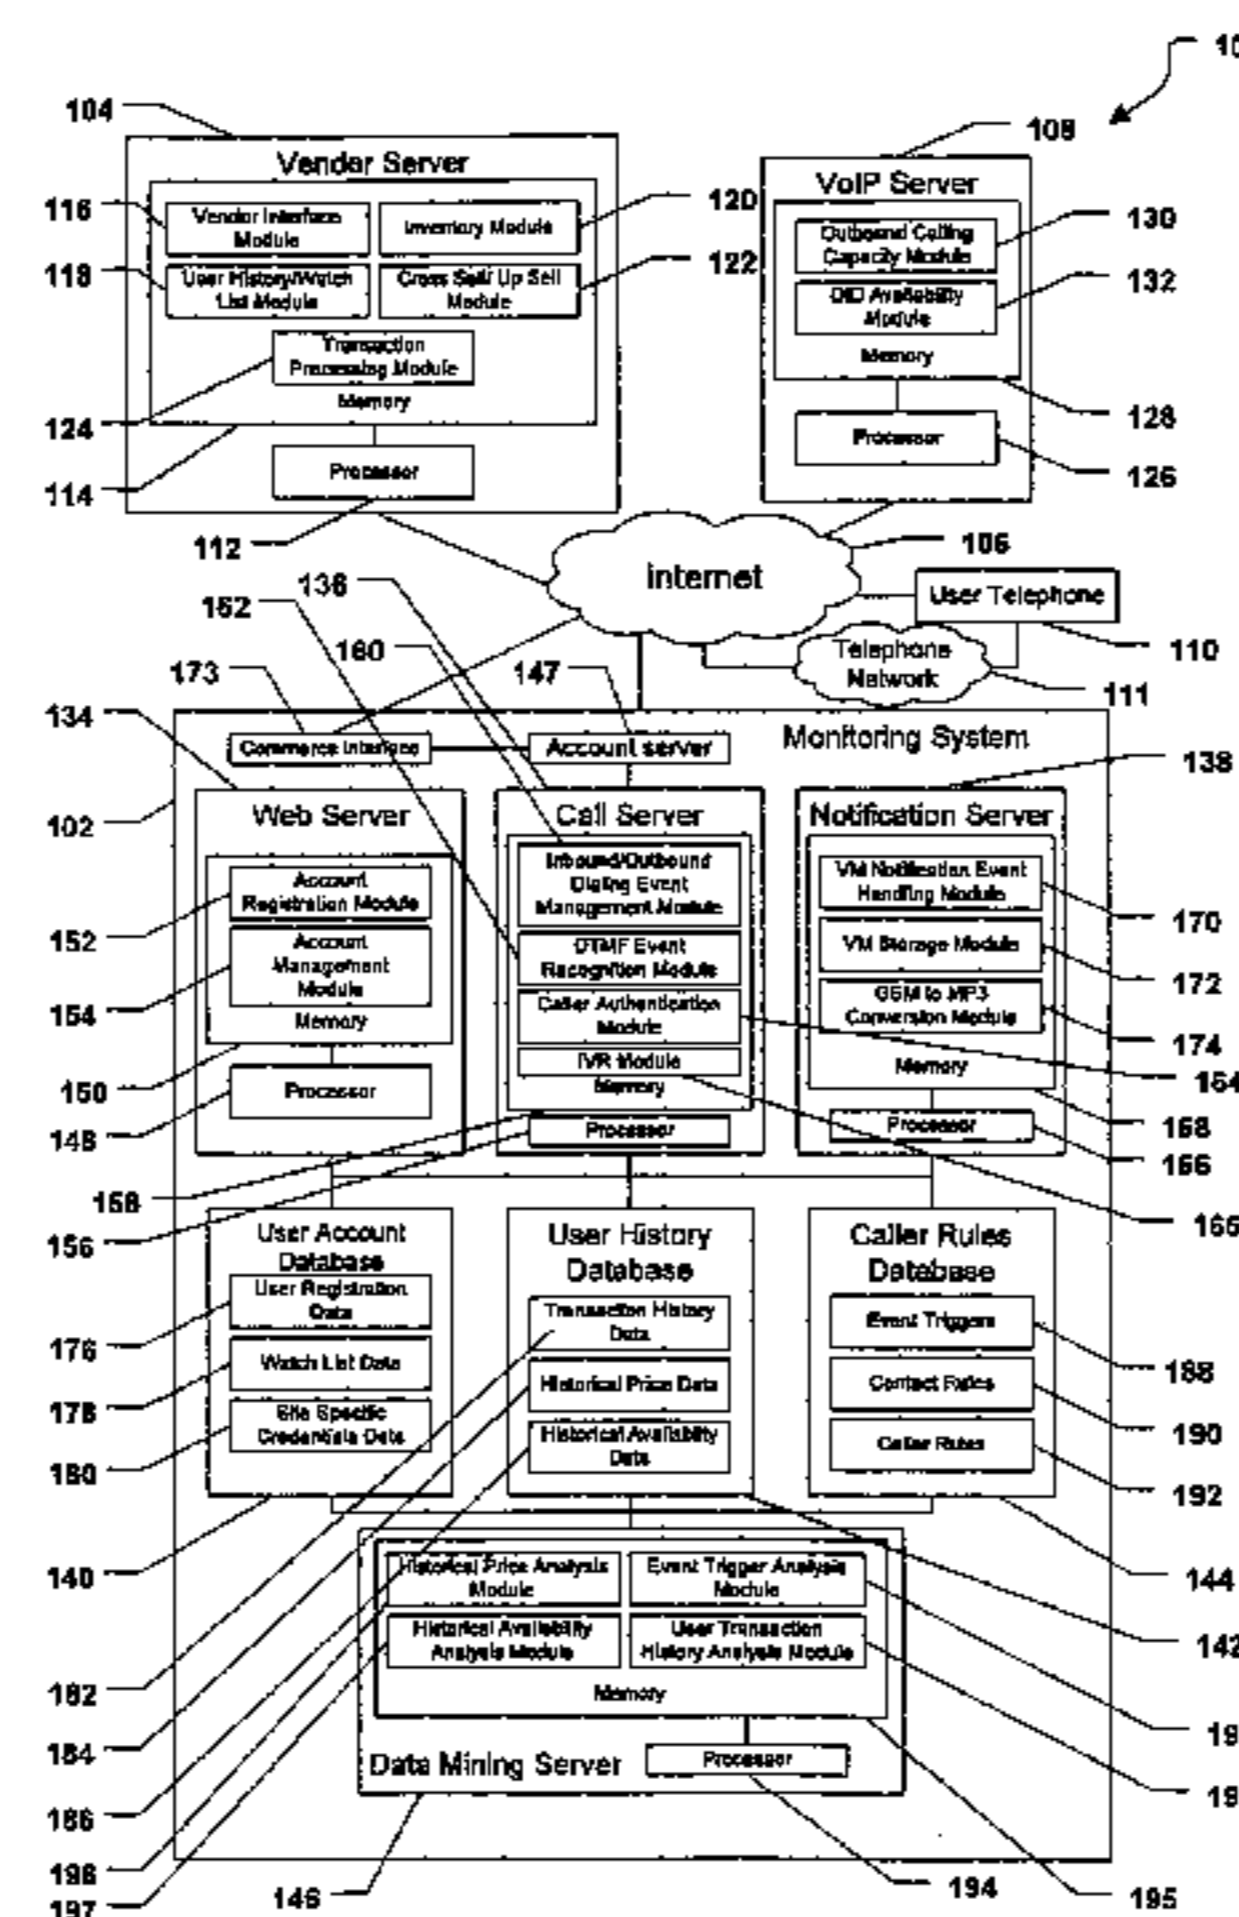 10
104
108
Vendor Server
VoIP Server
116
Vendor Interface
Module
Inventory Module
120
Outbound Calling
Capacity Module
130
118
User History/Watch
List Module
Cross Sell/ Up Sell
Module
122
DID Availability
Module
132
Transaction
Processing Module
Memory
Memory
124
128
Processor
Processor
114
126
112
106
Internet
136
162
User Telephone
160
Telephone
Network
110
173
147
111
134
Commerce Interface
Account server
Monitoring System
138
102
Web Server
Call Server
Notification Server
Account
Registration Module
Inbound/Outbound
Dialing Event
Management Module
VM Notification Event
Handling Module
170
152
Account
Management
Module
DTMF Event
Recognition Module
VM Storage Module
172
154
Caller Authentication
Module
GSM to MP3
Conversion Module
174
Memory
IVR Module
Memory
Memory
164
150
Processor
Processor
Processor
168
148
166
158
165
156
User Account
Database
User History
Database
Caller Rules
Database
User Registration
Data
Transaction History
Data
Event Triggers
176
188
Watch List Data
Historical Price Data
Contact Rules
178
190
Site Specific
Credentials Data
Historical Availability
Data
Caller Rules
180
192
140
Historical Price Analysis
Module
Event Trigger Analysis
Module
144
Historical Availability
Analysis Module
User Transaction
History Analysis Module
142
182
Memory
184
19
Data Mining Server
Processor
186
19
198
146
194
195
197